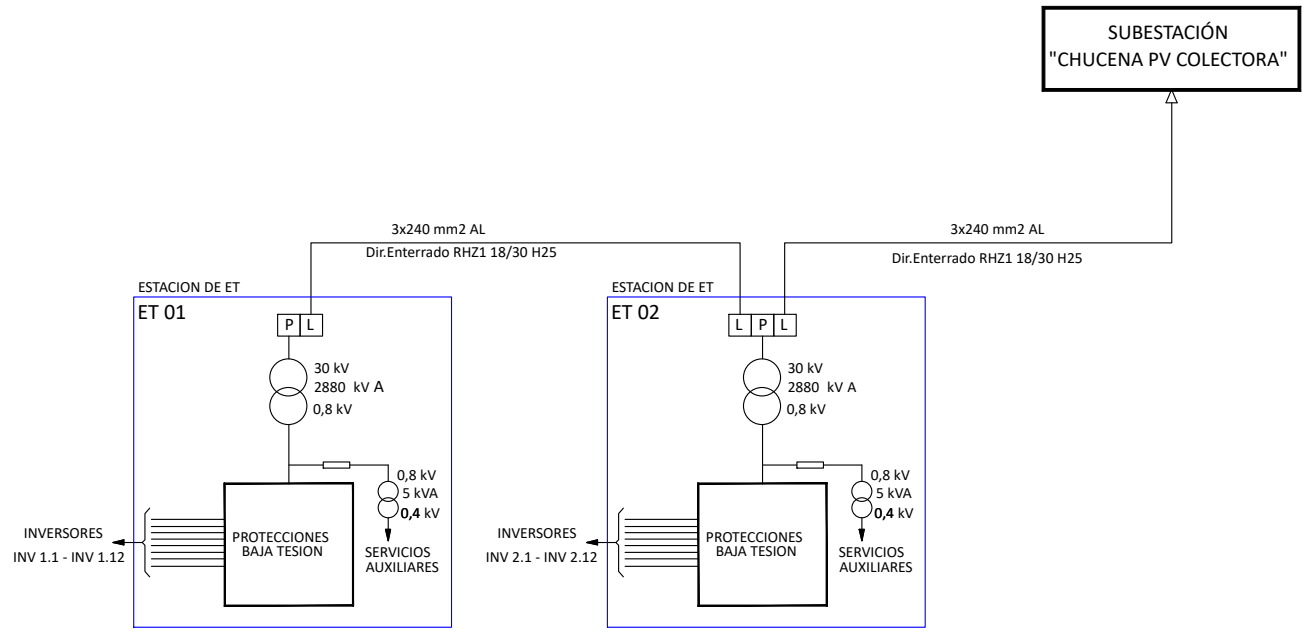 SUBESTACIÓN
"CHUCENA PV COLECTORA"
3x240 mm2 AL
Dir.Enterrado RHZ1 18/30 H25
3x240 mm2 AL
Dir.Enterrado RHZ1 18/30 H25
ESTACION DE ET
ET 01
P L
30 kV
2880 kV A
0,8 kV
0,8 kV
5 kVA
0,4 kV
PROTECCIONES
BAJA TESION
SERVICIOS
AUXILIARES
INVERSORES
INV 1.1 - INV 1.12
ESTACION DE ET
ET 02
L P L
30 kV
2880 kV A
0,8 kV
0,8 kV
5 kVA
0,4 kV
PROTECCIONES
BAJA TESION
SERVICIOS
AUXILIARES
INVERSORES
INV 2.1 - INV 2.12